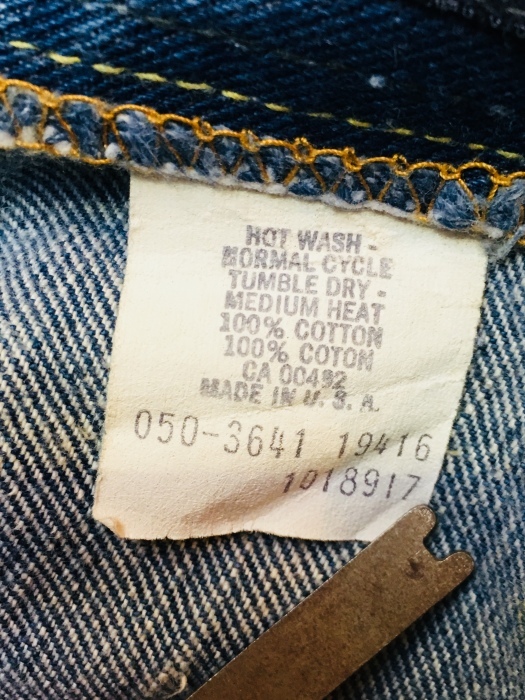 HOT WASH -
NORMAL CYCLE
TUMBLE DRY -
MEDIUM HEAT
100% COTTON
100% COTON
CA 00492
MADE IN U. S. A.
050-3641 19416
1018917